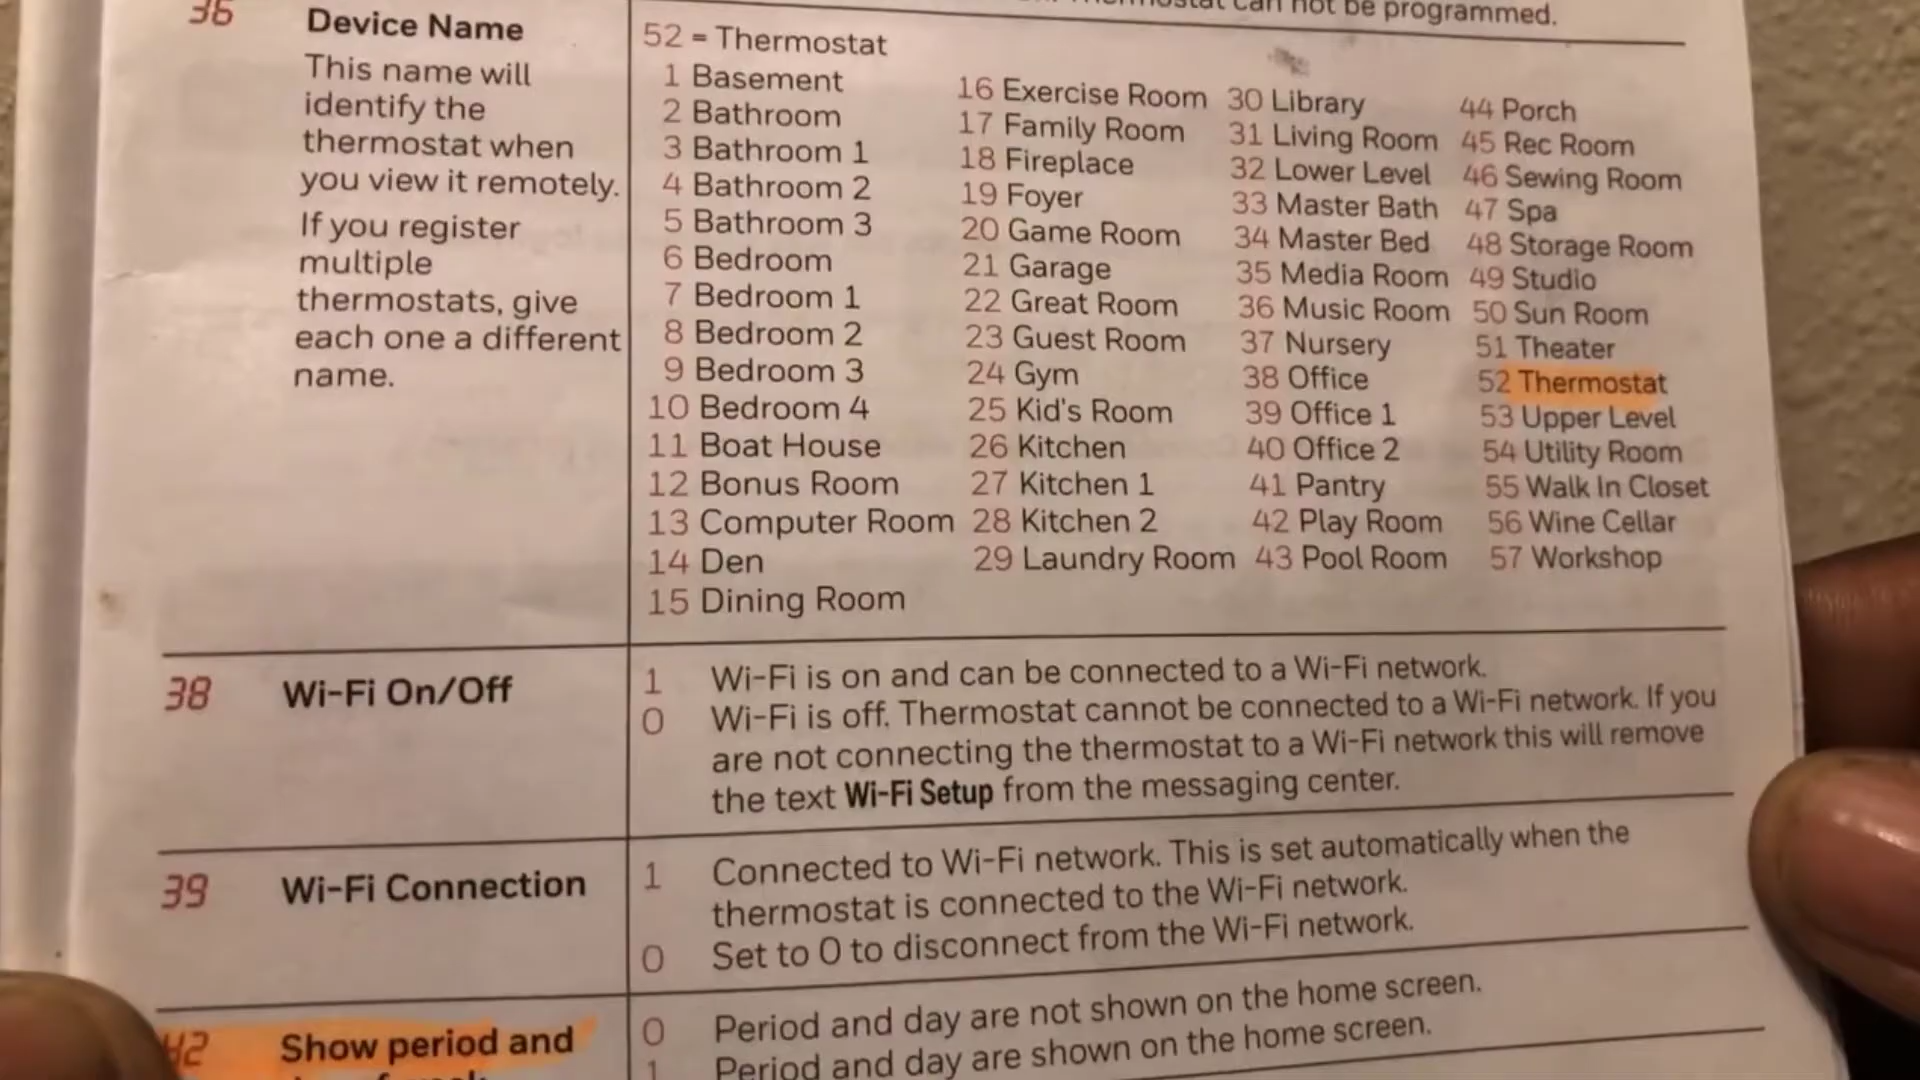 can not be programmed.
36 Device Name
This name will
identify the
thermostat when
you view it remotely.
If you register
multiple
thermostats, give
each one a different
name.
52 = Thermostat
1 Basement
2 Bathroom
3 Bathroom 1
4 Bathroom 2
5 Bathroom 3
6 Bedroom
7 Bedroom 1
8 Bedroom 2
9 Bedroom 3
10 Bedroom 4
11 Boat House
12 Bonus Room
13 Computer Room
14 Den
15 Dining Room
16 Exercise Room
17 Family Room
18 Fireplace
19 Foyer
20 Game Room
21 Garage
22 Great Room
23 Guest Room
24 Gym
25 Kid's Room
26 Kitchen
27 Kitchen 1
28 Kitchen 2
29 Laundry Room
30 Library
31 Living Room
32 Lower Level
33 Master Bath
34 Master Bed
35 Media Room
36 Music Room
37 Nursery
38 Office
39 Office 1
40 Office 2
41 Pantry
42 Play Room
43 Pool Room
44 Porch
45 Rec Room
46 Sewing Room
47 Spa
48 Storage Room
49 Studio
50 Sun Room
51 Theater
52 Thermostat
53 Upper Level
54 Utility Room
55 Walk In Closet
56 Wine Cellar
57 Workshop
38 Wi-Fi On/Off
1 Wi-Fi is on and can be connected to a Wi-Fi network.
0 Wi-Fi is off. Thermostat cannot be connected to a Wi-Fi network. If you
are not connecting the thermostat to a Wi-Fi network this will remove
the text Wi-Fi Setup from the messaging center.
39 Wi-Fi Connection
1 Connected to Wi-Fi network. This is set automatically when the
thermostat is connected to the Wi-Fi network.
0 Set to 0 to disconnect from the Wi-Fi network.
42 Show period and
0 Period and day are not shown on the home screen.
1 Period and day are shown on the home screen.